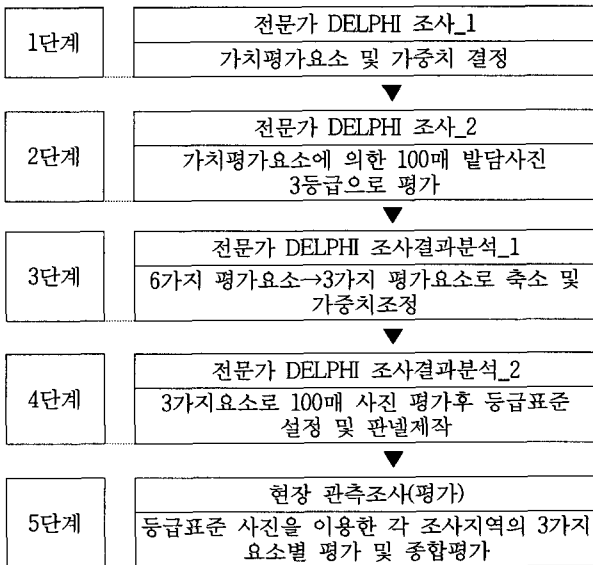 1단계
전문가 DELPHI 조사_1
가치평가요소 및 가중치 결정
2단계
전문가 DELPHI 조사_2
가치평가요소에 의한 100매 밭담사진
3등급으로 평가
3단계
전문가 DELPHI 조사결과분석_1
6가지 평가요소→3가지 평가요소로 축소 및
가중치조정
4단계
전문가 DELPHI 조사결과분석_2
3가지요소로 100매 사진 평가후 등급표준
설정 및 판넬제작
5단계
현장 관측조사(평가)
등급표준 사진을 이용한 각 조사지역의 3가지
요소별 평가 및 종합평가